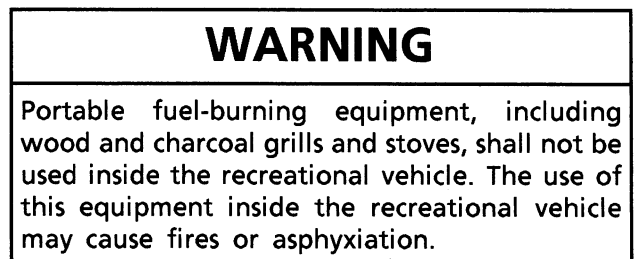 WARNING
Portable fuel-burning equipment, including
wood and charcoal grills and stoves, shall not be
used inside the recreational vehicle. The use of
this equipment inside the recreational vehicle
may cause fires or asphyxiation.